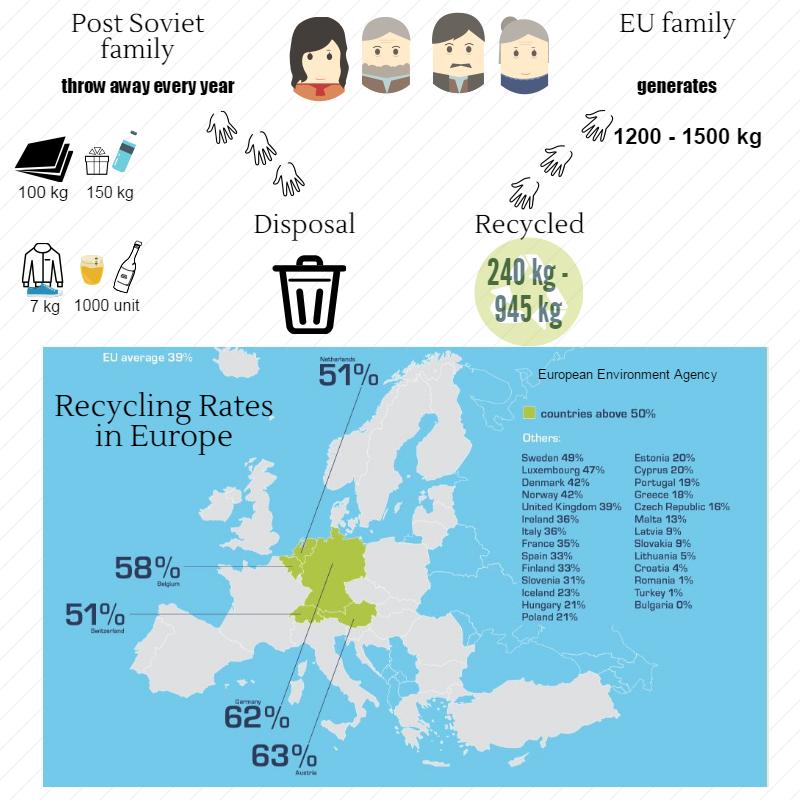 Post Soviet
family
throw away every year
EU family
generates
1200 - 1500 kg
100 kg
150 kg
Disposal
Recycled
240 kg -
945 kg
7 kg
1000 unit
EU average 39%
Netherlands
51%
European Environment Agency
Recycling Rates
in Europe
countries above 50%
Others:
Sweden 49%
Luxembourg 47%
Denmark 42%
Norway 42%
United Kingdom 39%
Ireland 36%
Italy 36%
France 35%
Spain 33%
Finland 33%
Slovenia 31%
Iceland 23%
Hungary 21%
Poland 21%
Estonia 20%
Cyprus 20%
Portugal 19%
Greece 18%
Czech Republic 16%
Malta 13%
Latvia 9%
Slovakia 9%
Lithuania 5%
Croatia 4%
Romania 1%
Turkey 1%
Bulgaria 0%
58%
Belgium
51%
Switzerland
Germany
62%
63%
Austria